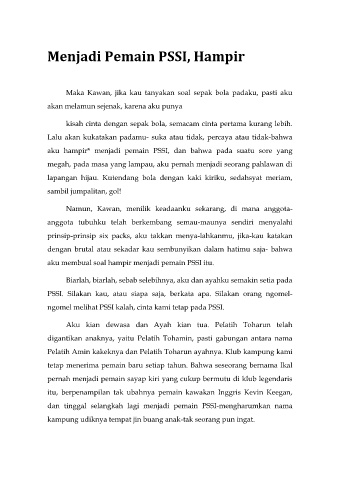 Menjadi Pemain PSSI, Hampir
Maka Kawan, jika kau tanyakan soal sepak bola padaku, pasti aku
akan melamun sejenak, karena aku punya
kisah cinta dengan sepak bola, semacam cinta pertama kurang lebih.
Lalu akan kukatakan padamu- suka atau tidak, percaya atau tidak-bahwa
aku hampir* menjadi pemain PSSI, dan bahwa pada suatu sore yang
megah, pada masa yang lampau, aku pernah menjadi seorang pahlawan di
lapangan hijau. Kutendang bola dengan kaki kiriku, sedahsyat meriam,
sambil jumpalitan, gol!
Namun, Kawan, menilik keadaanku sekarang, di mana anggota-
anggota tubuhku telah berkembang semau-maunya sendiri menyalahi
prinsip-prinsip six packs, aku takkan menya-lahkanmu, jika-kau katakan
dengan brutal atau sekadar kau sembunyikan dalam hatimu saja- bahwa
aku membual soal hampir menjadi pemain PSSI itu.
Biarlah, biarlah, sebab selebihnya, aku dan ayahku semakin setia pada
PSSI. Silakan kau, atau siapa saja, berkata apa. Silakan orang ngomel-
ngomel melihat PSSI kalah, cinta kami tetap pada PSSI.
Aku kian dewasa dan Ayah kian tua. Pelatih Toharun telah
digantikan anaknya, yaitu Pelatih Tohamin, pasti gabungan antara nama
Pelatih Amin kakeknya dan Pelatih Toharun ayahnya. Klub kampung kami
tetap menerima pemain baru setiap tahun. Bahwa seseorang bernama Ikal
pernah menjadi pemain sayap kiri yang cukup bermutu di klub legendaris
itu, berpenampilan tak ubahnya pemain kawakan Inggris Kevin Keegan,
dan tinggal selangkah lagi menjadi pemain PSSI-mengharumkan nama
kampung udiknya tempat jin buang anak-tak seorang pun ingat.